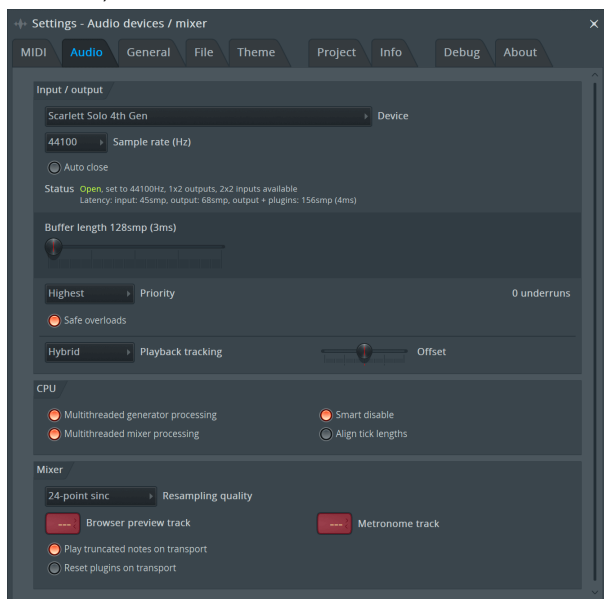 Settings - Audio devices / mixer
MIDI Audio General File Theme Project Info Debug About
Input / output
Scarlett Solo 4th Gen Device
44100 Sample rate (Hz)
Auto close
Status Open, set to 44100Hz, 1x2 outputs, 2x2 inputs available
Latency: input: 45smp, output: 68smp, output + plugins: 156smp (4ms)
Buffer length 128smp (3ms)
Highest Priority 0 underruns
Safe overloads
Hybrid Playback tracking Offset
CPU
Multithreaded generator processing Smart disable
Multithreaded mixer processing Align tick lengths
Mixer
24-point sinc Resampling quality
--- Browser preview track --- Metronome track
Play truncated notes on transport
Reset plugins on transport